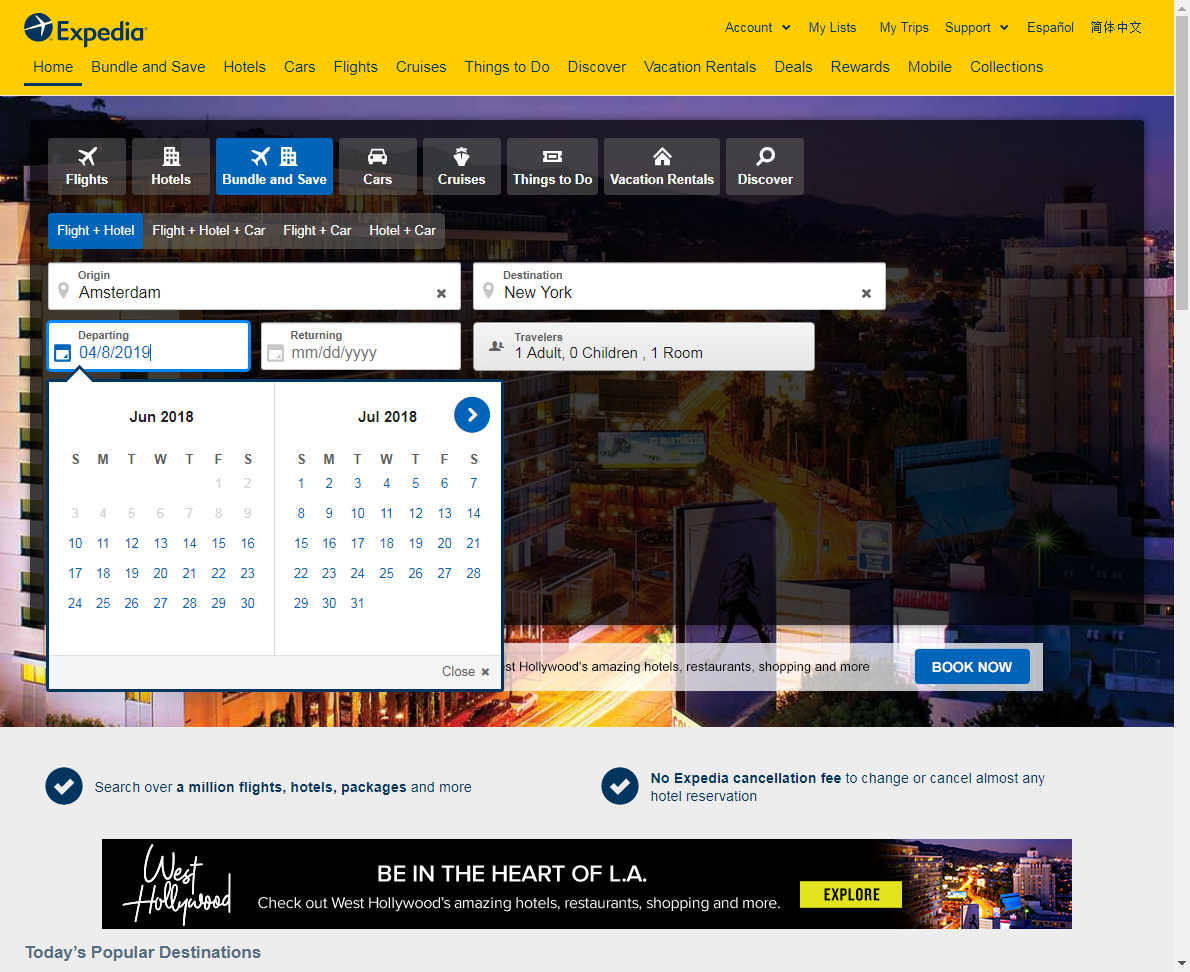 Expedia
Account My Lists My Trips Support Español 简体中文
Home Bundle and Save Hotels Cars Flights Cruises Things to Do Discover Vacation Rentals Deals Rewards Mobile Collections
Flights Hotels Bundle and Save Cars Cruises Things to Do Vacation Rentals Discover
Flight + Hotel Flight + Hotel + Car Flight + Car Hotel + Car
Origin
Amsterdam
Destination
New York
Departing
04/8/2019
Returning
mm/dd/yyyy
Travelers
1 Adult, 0 Children , 1 Room
Jun 2018
S M T W T F S
1 2
3 4 5 6 7 8 9
10 11 12 13 14 15 16
17 18 19 20 21 22 23
24 25 26 27 28 29 30
Jul 2018
S M T W T F S
1 2 3 4 5 6 7
8 9 10 11 12 13 14
15 16 17 18 19 20 21
22 23 24 25 26 27 28
29 30 31
Close
Hollywood's amazing hotels, restaurants, shopping and more
BOOK NOW
Search over a million flights, hotels, packages and more
No Expedia cancellation fee to change or cancel almost any
hotel reservation
West
Hollywood
BE IN THE HEART OF L.A.
Check out West Hollywood's amazing hotels, restaurants, shopping and more.
EXPLORE
Today's Popular Destinations